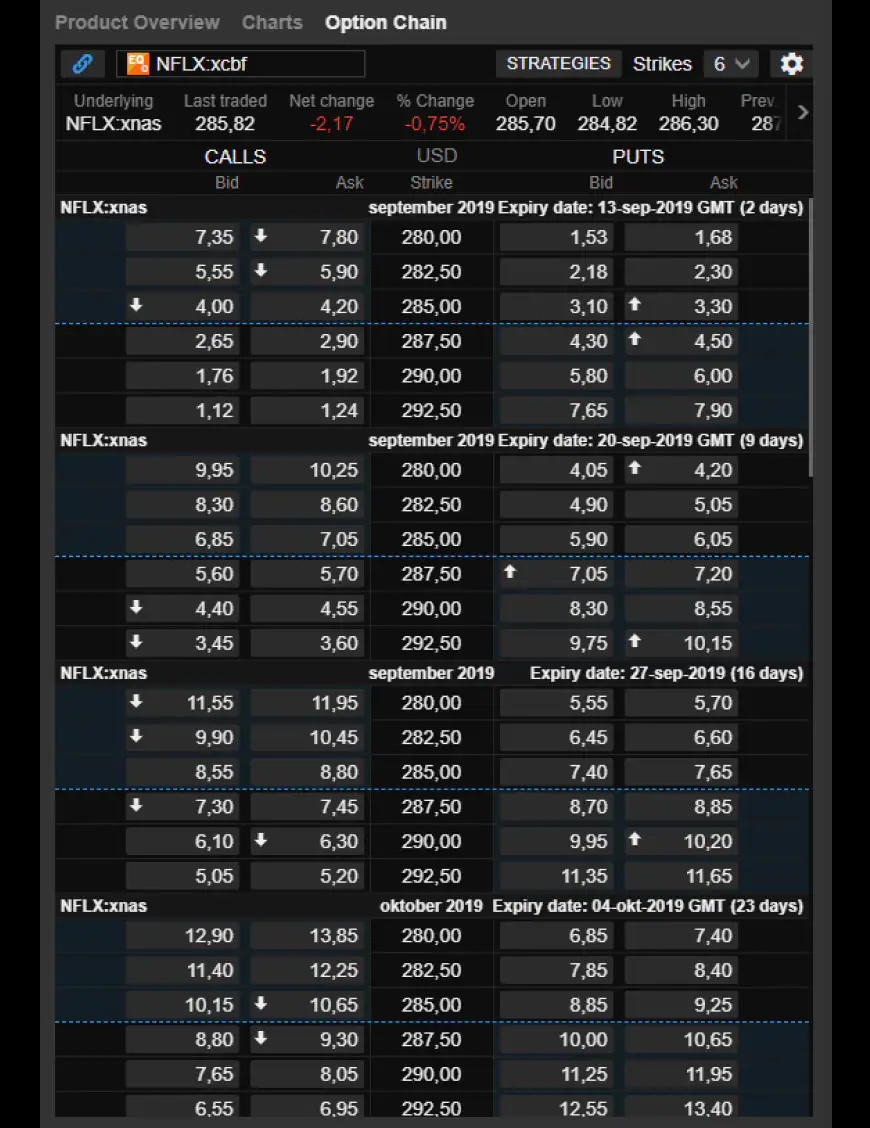 Product Overview Charts Option Chain
EQ O NFLX:xcbf STRATEGIES Strikes 6
Underlying Last traded Net change % Change Open Low High Prev
NFLX:xnas 285,82 -2,17 -0,75% 285,70 284,82 286,30 287
CALLS USD PUTS
Bid Ask Strike Bid Ask
NFLX:xnas september 2019 Expiry date: 13-sep-2019 GMT (2 days)
7,35 7,80 280,00 1,53 1,68
5,55 5,90 282,50 2,18 2,30
4,00 4,20 285,00 3,10 3,30
2,65 2,90 287,50 4,30 4,50
1,76 1,92 290,00 5,80 6,00
1,12 1,24 292,50 7,65 7,90
NFLX:xnas september 2019 Expiry date: 20-sep-2019 GMT (9 days)
9,95 10,25 280,00 4,05 4,20
8,30 8,60 282,50 4,90 5,05
6,85 7,05 285,00 5,90 6,05
5,60 5,70 287,50 7,05 7,20
4,40 4,55 290,00 8,30 8,55
3,45 3,60 292,50 9,75 10,15
NFLX:xnas september 2019 Expiry date: 27-sep-2019 (16 days)
11,55 11,95 280,00 5,55 5,70
9,90 10,45 282,50 6,45 6,60
8,55 8,80 285,00 7,40 7,65
7,30 7,45 287,50 8,70 8,85
6,10 6,30 290,00 9,95 10,20
5,05 5,20 292,50 11,35 11,65
NFLX:xnas oktober 2019 Expiry date: 04-okt-2019 GMT (23 days)
12,90 13,85 280,00 6,85 7,40
11,40 12,25 282,50 7,85 8,40
10,15 10,65 285,00 8,85 9,25
8,80 9,30 287,50 10,00 10,65
7,65 8,05 290,00 11,25 11,95
6,55 6,95 292,50 12,55 13,40